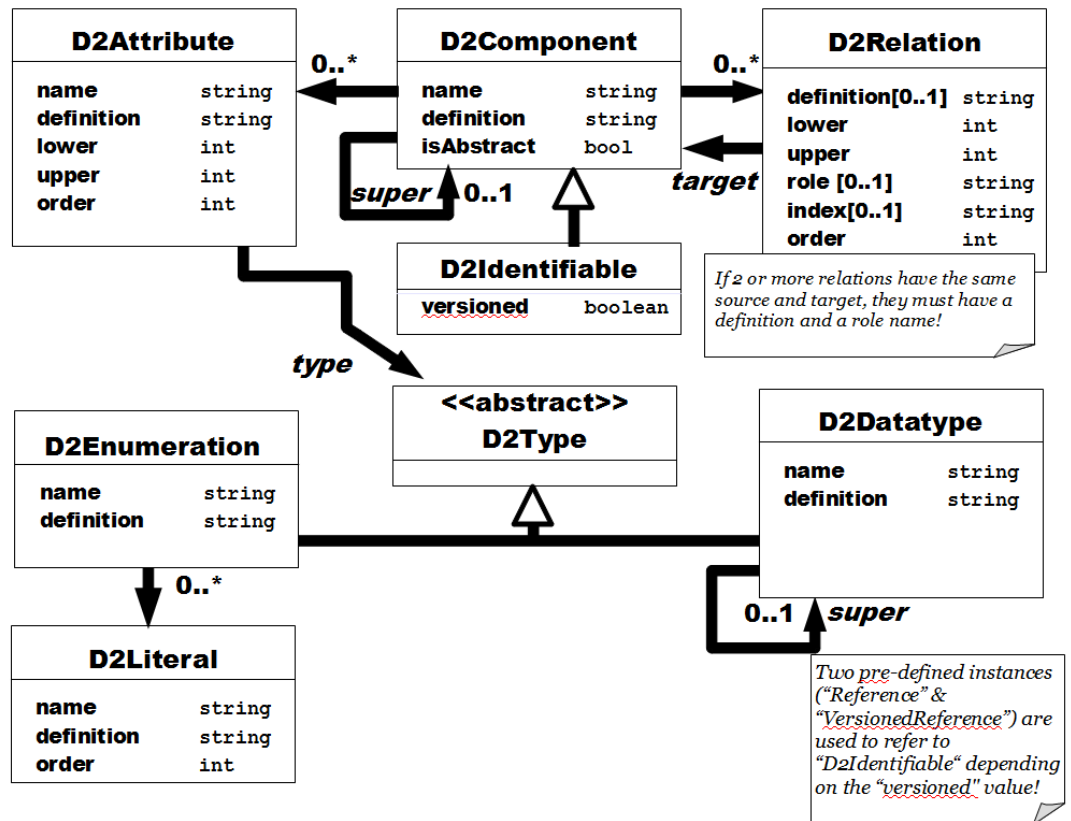 D2Attribute
name string
definition string
lower int
upper int
order int
0..*
D2Component
name string
definition string
isAbstract bool
super 0..1
0..*
D2Relation
definition[0..1] string
lower int
upper int
role [0..1] string
index[0..1] string
order int
target
If 2 or more relations have the same
source and target, they must have a
definition and a role name!
D2Identifiable
versioned boolean
type
<<abstract>>
D2Type
D2Enumeration
name string
definition string
0..*
D2Literal
name string
definition string
order int
D2Datatype
name string
definition string
0..1 super
Two pre-defined instances
(“Reference” &
“VersionedReference”) are
used to refer to
“D2Identifiable“ depending
on the “versioned" value!